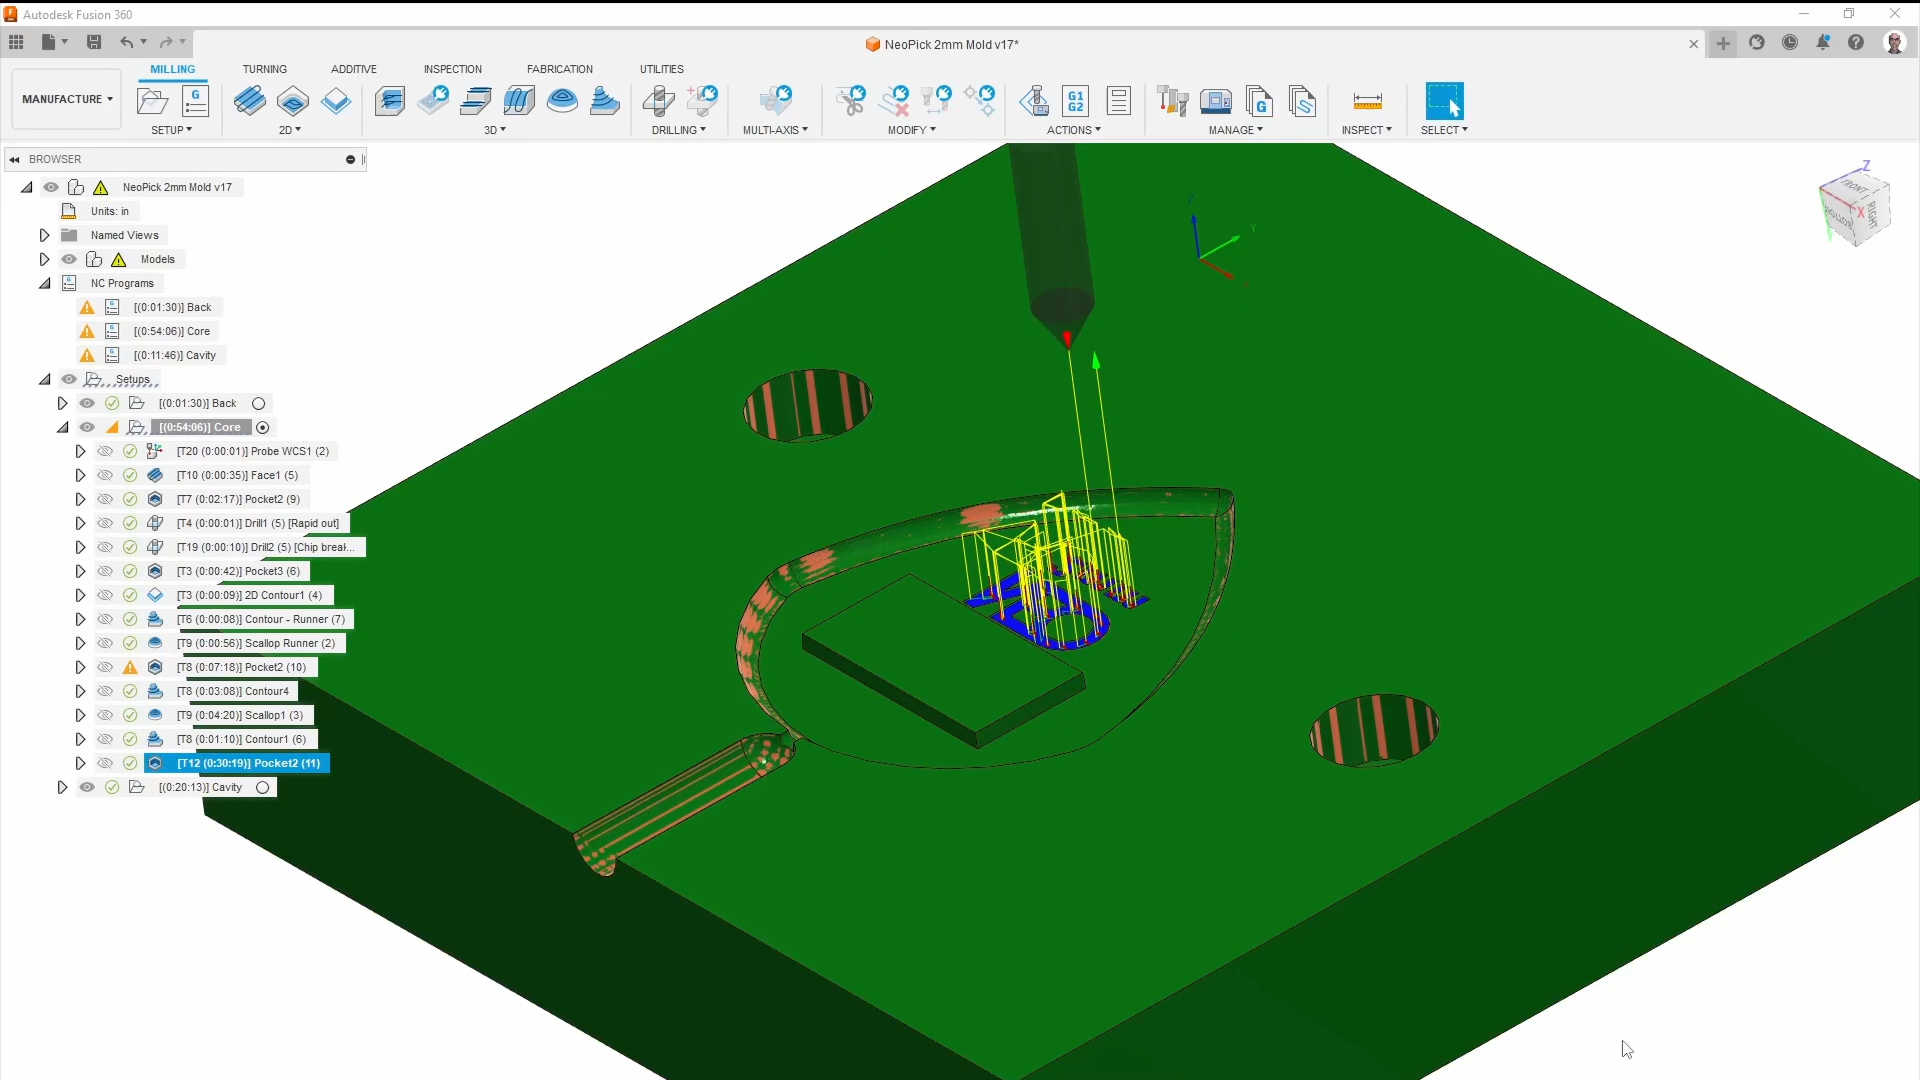 Autodesk Fusion 360
NeoPick 2mm Mold v17*
MANUFACTURE
MILLING
TURNING
ADDITIVE
INSPECTION
FABRICATION
UTILITIES
G
G1
G2
G
SETUP
2D
3D
DRILLING
MULTI-AXIS
MODIFY
ACTIONS
MANAGE
INSPECT
SELECT
BROWSER
NeoPick 2mm Mold v17
Units: in
Named Views
Models
NC Programs
[(0:01:30)] Back
[(0:54:06)] Core
[(0:11:46)] Cavity
Setups
[(0:01:30)] Back
[(0:54:06)] Core
[T20 (0:00:01)] Probe WCS1 (2)
[T10 (0:00:35)] Face1 (5)
[T7 (0:02:17)] Pocket2 (9)
[T4 (0:00:01)] Drill1 (5) [Rapid out]
[T19 (0:00:10)] Drill2 (5) [Chip break...
[T3 (0:00:42)] Pocket3 (6)
[T3 (0:00:09)] 2D Contour1 (4)
[T6 (0:00:08)] Contour - Runner (7)
[T9 (0:00:56)] Scallop Runner (2)
[T8 (0:07:18)] Pocket2 (10)
[T8 (0:03:08)] Contour4
[T9 (0:04:20)] Scallop1 (3)
[T8 (0:01:10)] Contour1 (6)
[T12 (0:30:19)] Pocket2 (11)
[(0:20:13)] Cavity
Z
FRONT
RIGHT
BOTTOM
X
Y